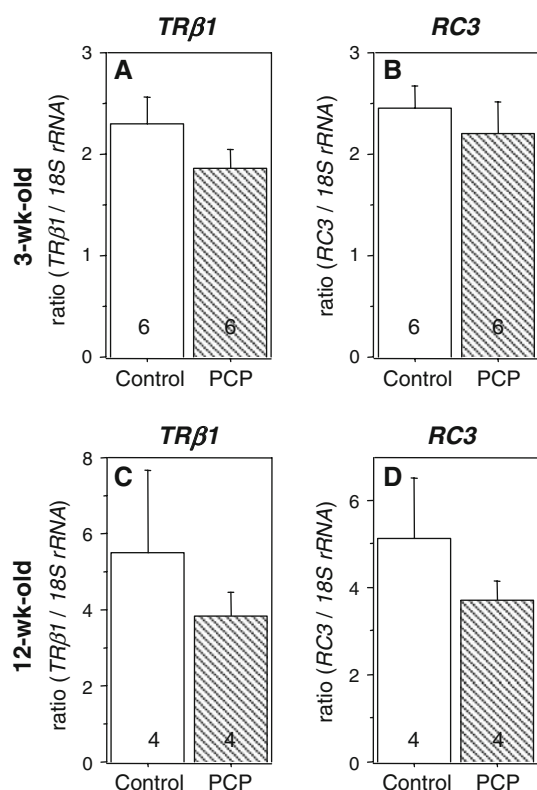 TRβ1
RC3
3-wk-old
ratio (TRβ1 / 18S rRNA)
3
2
1
0
A
6
6
Control
PCP
ratio (RC3 / 18S rRNA)
3
2
1
0
B
6
6
Control
PCP
TRβ1
RC3
12-wk-old
ratio (TRβ1 / 18S rRNA)
8
6
4
2
0
C
4
4
Control
PCP
ratio (RC3 / 18S rRNA)
6
4
2
0
D
4
4
Control
PCP